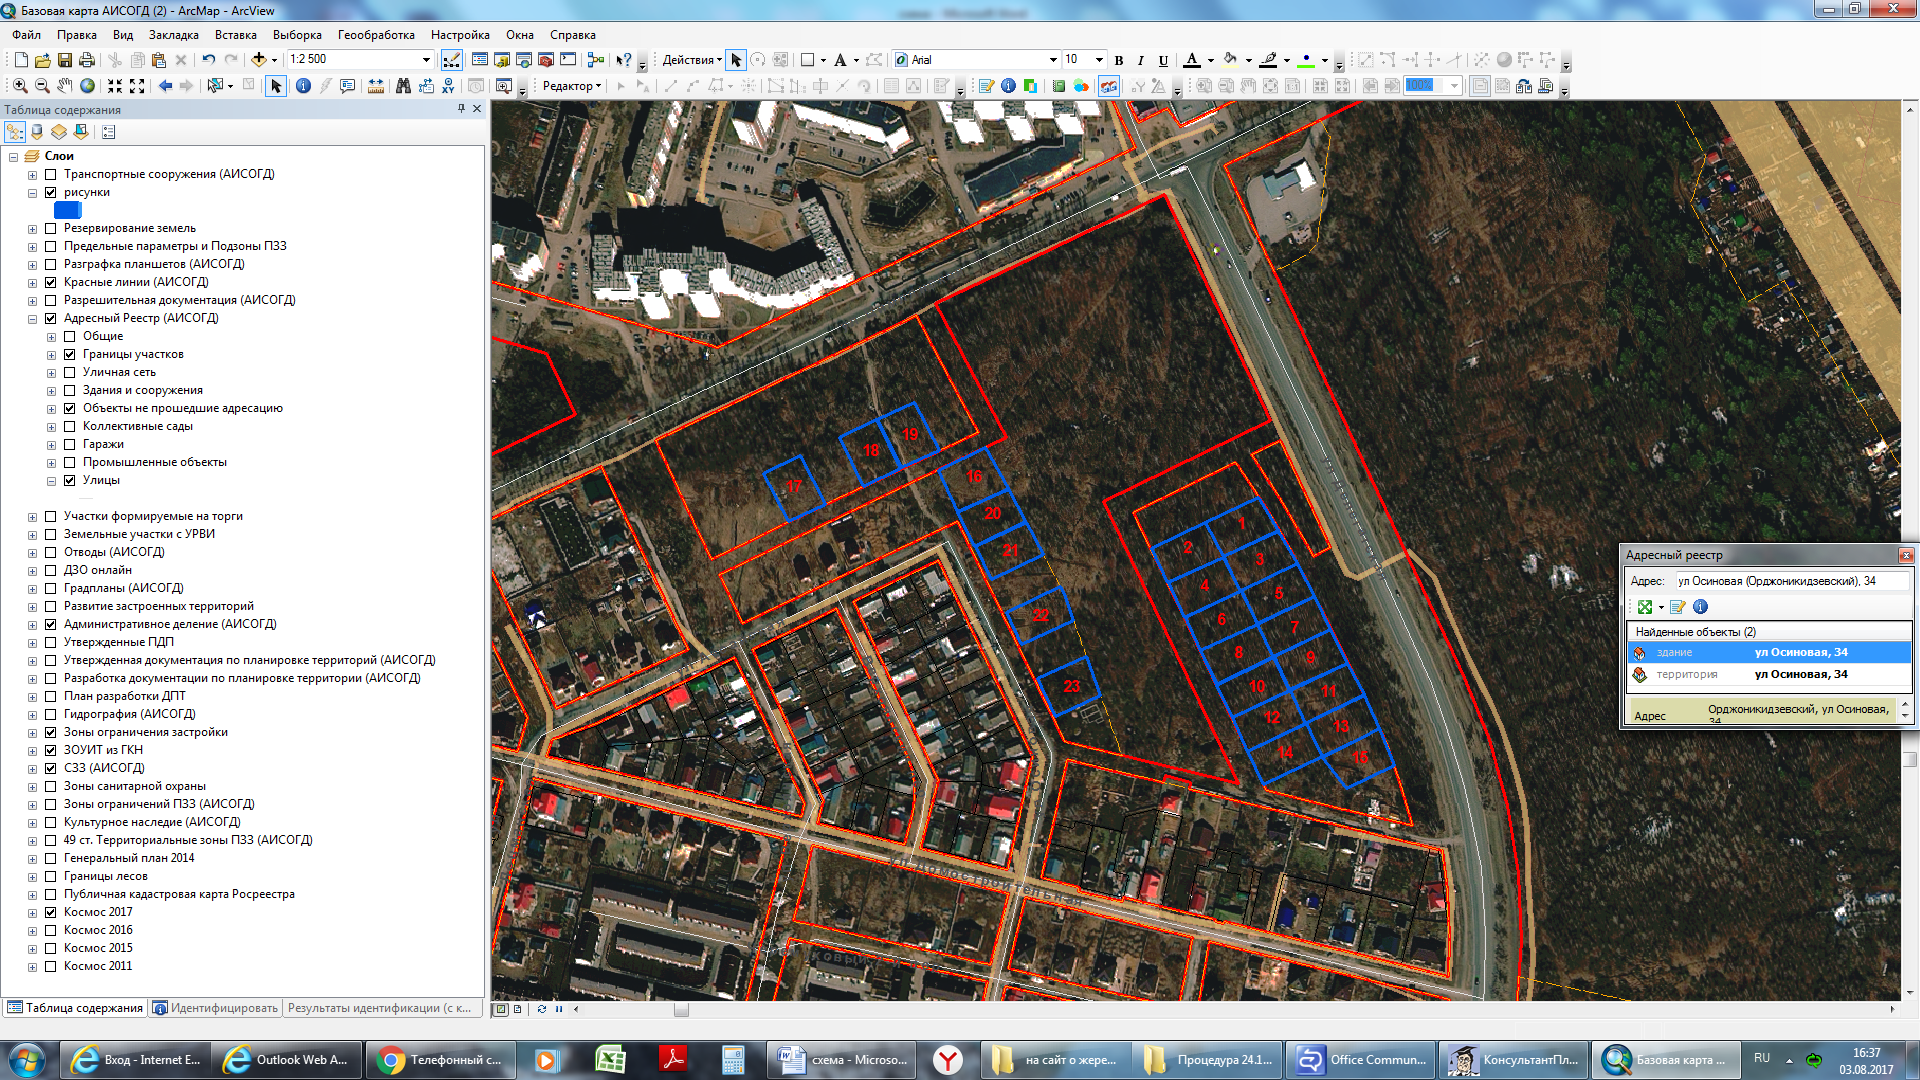 Базовая карта АИСОГД (2) - ArcMap - ArcView
Файл Правка Вид Закладка Вставка Выборка Геообработка Настройка Окна Справка
1:2 500 Действия Arial 10 B I U A
Редактор 100%
Таблица содержания
Слои
Транспортные сооружения (АИСОГД)
рисунки
Резервирование земель
Предельные параметры и Подзоны ПЗЗ
Разграфка планшетов (АИСОГД)
Красные линии (АИСОГД)
Разрешительная документация (АИСОГД)
Адресный Реестр (АИСОГД)
Общие
Границы участков
Уличная сеть
Здания и сооружения
Объекты не прошедшие адресацию
Коллективные сады
Гаражи
Промышленные объекты
Улицы
Участки формируемые на торги
Земельные участки с УРВИ
Отводы (АИСОГД)
ДЗО онлайн
Градпланы (АИСОГД)
Развитие застроенных территорий
Административное деление (АИСОГД)
Утвержденные ПДП
Утвержденная документация по планировке территорий (АИСОГД)
Разработка документации по планировке территории (АИСОГД)
План разработки ДПТ
Гидрография (АИСОГД)
Зоны ограничения застройки
ЗОУИТ из ГКН
СЗЗ (АИСОГД)
Зоны санитарной охраны
Зоны ограничений ПЗЗ (АИСОГД)
Культурное наследие (АИСОГД)
49 ст. Территориальные зоны ПЗЗ (АИСОГД)
Генеральный план 2014
Границы лесов
Публичная кадастровая карта Росреестра
Космос 2017
Космос 2016
Космос 2015
Космос 2011
Таблица содержания Идентифицировать Результаты идентификации (с к...
19
18
17
16
20
21
22
23
1
2
3
4
5
6
7
8
9
10
11
12
13
14
15
ул Домостроительная
Адресный реестр
Адрес: ул Осиновая (Орджоникидзевский), 34
Найденные объекты (2)
здание ул Осиновая, 34
территория ул Осиновая, 34
Адрес Орджоникидзевский, ул Осиновая, 34
Вход - Internet E... Outlook Web A... Телефонный с... схема - Microso... на сайт о жере... Процедура 24.1... Office Commun... КонсультантПл... Базовая карта ... RU 16:37
03.08.2017